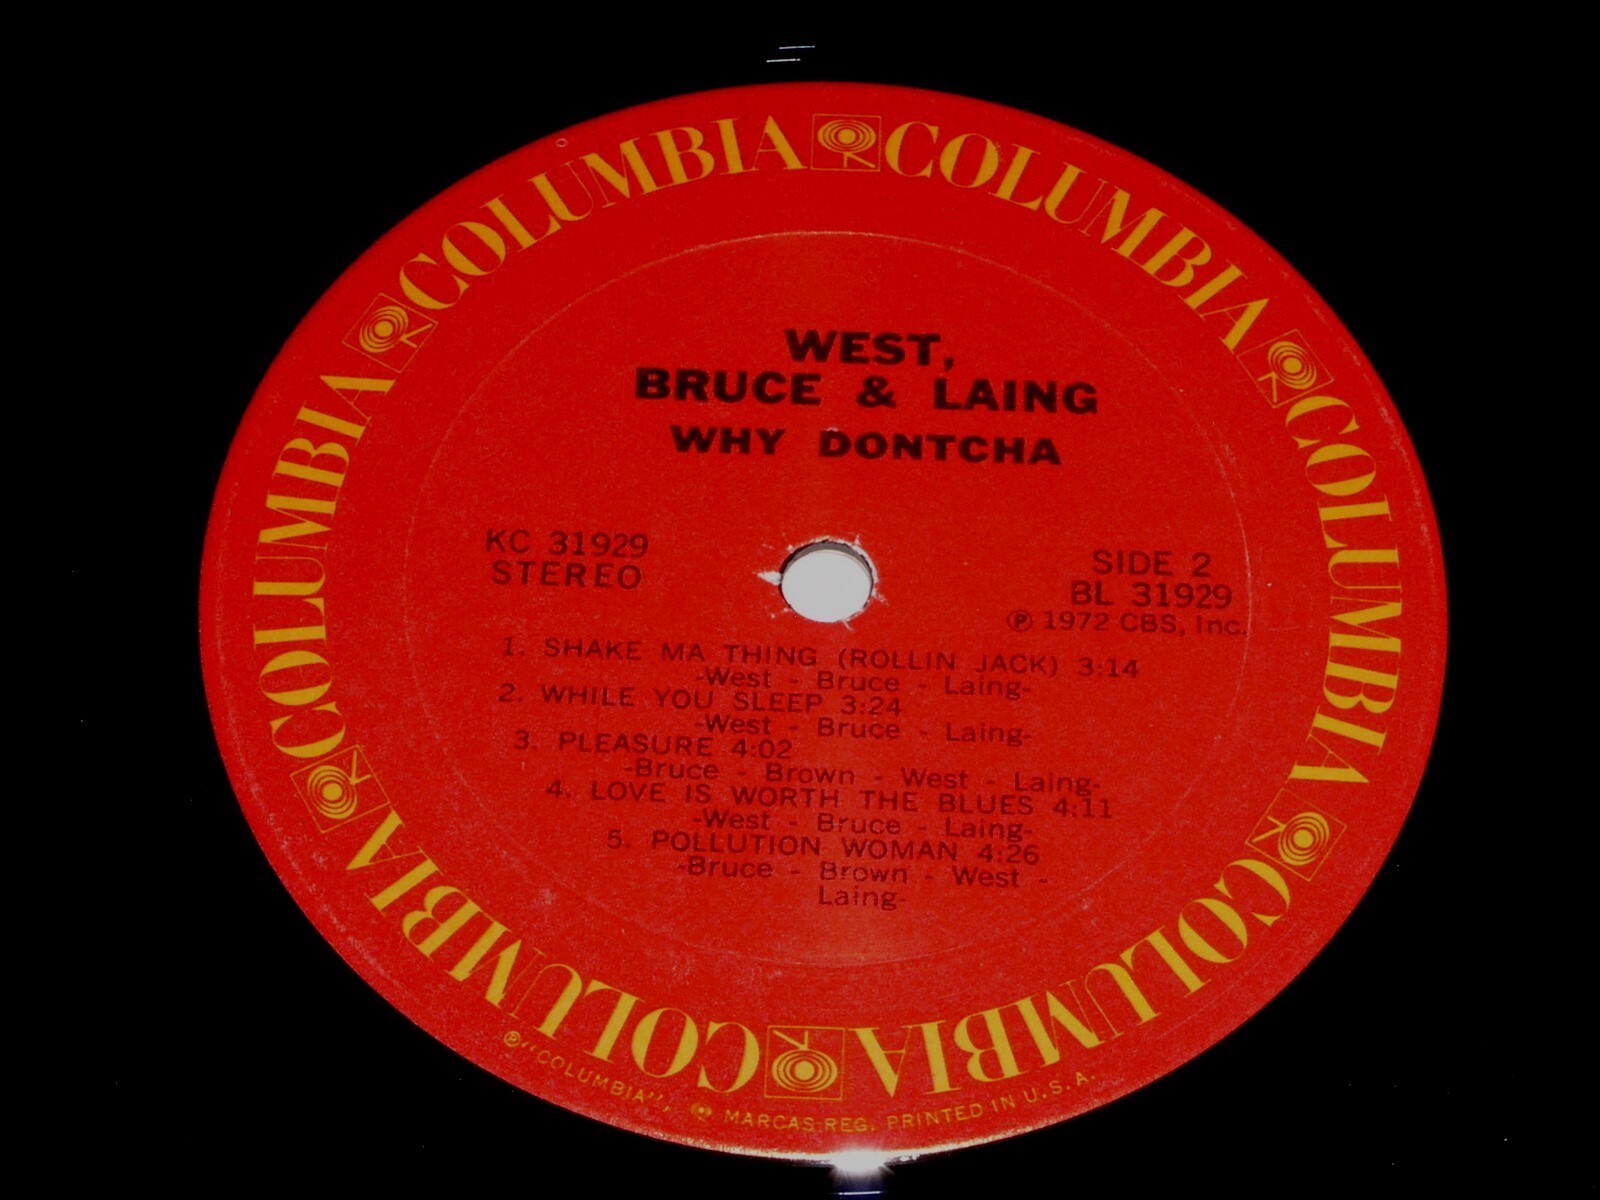 COLUMBIA COLUMBIA COLUMBIA COLUMBIA COLUMBIA COLUMBIA
WEST,
BRUCE & LAING
WHY DONTCHA
KC 31929
STEREO
SIDE 2
BL 31929
℗ 1972 CBS, Inc.
1. SHAKE MA THING (ROLLIN JACK) 3:14
-West - Bruce - Laing-
2. WHILE YOU SLEEP 3:24
-West - Bruce - Laing-
3. PLEASURE 4:02
-Bruce - Brown - West - Laing-
4. LOVE IS WORTH THE BLUES 4:11
-West - Bruce - Laing-
5. POLLUTION WOMAN 4:26
-Bruce - Brown - West -
Laing-
℗ "COLUMBIA", MARCAS REG. PRINTED IN U.S.A.